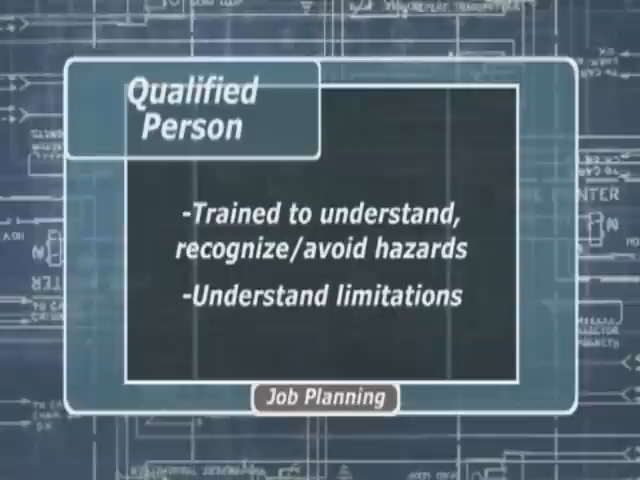 Qualified
Person
-Trained to understand,
recognize/avoid hazards
-Understand limitations
Job Planning